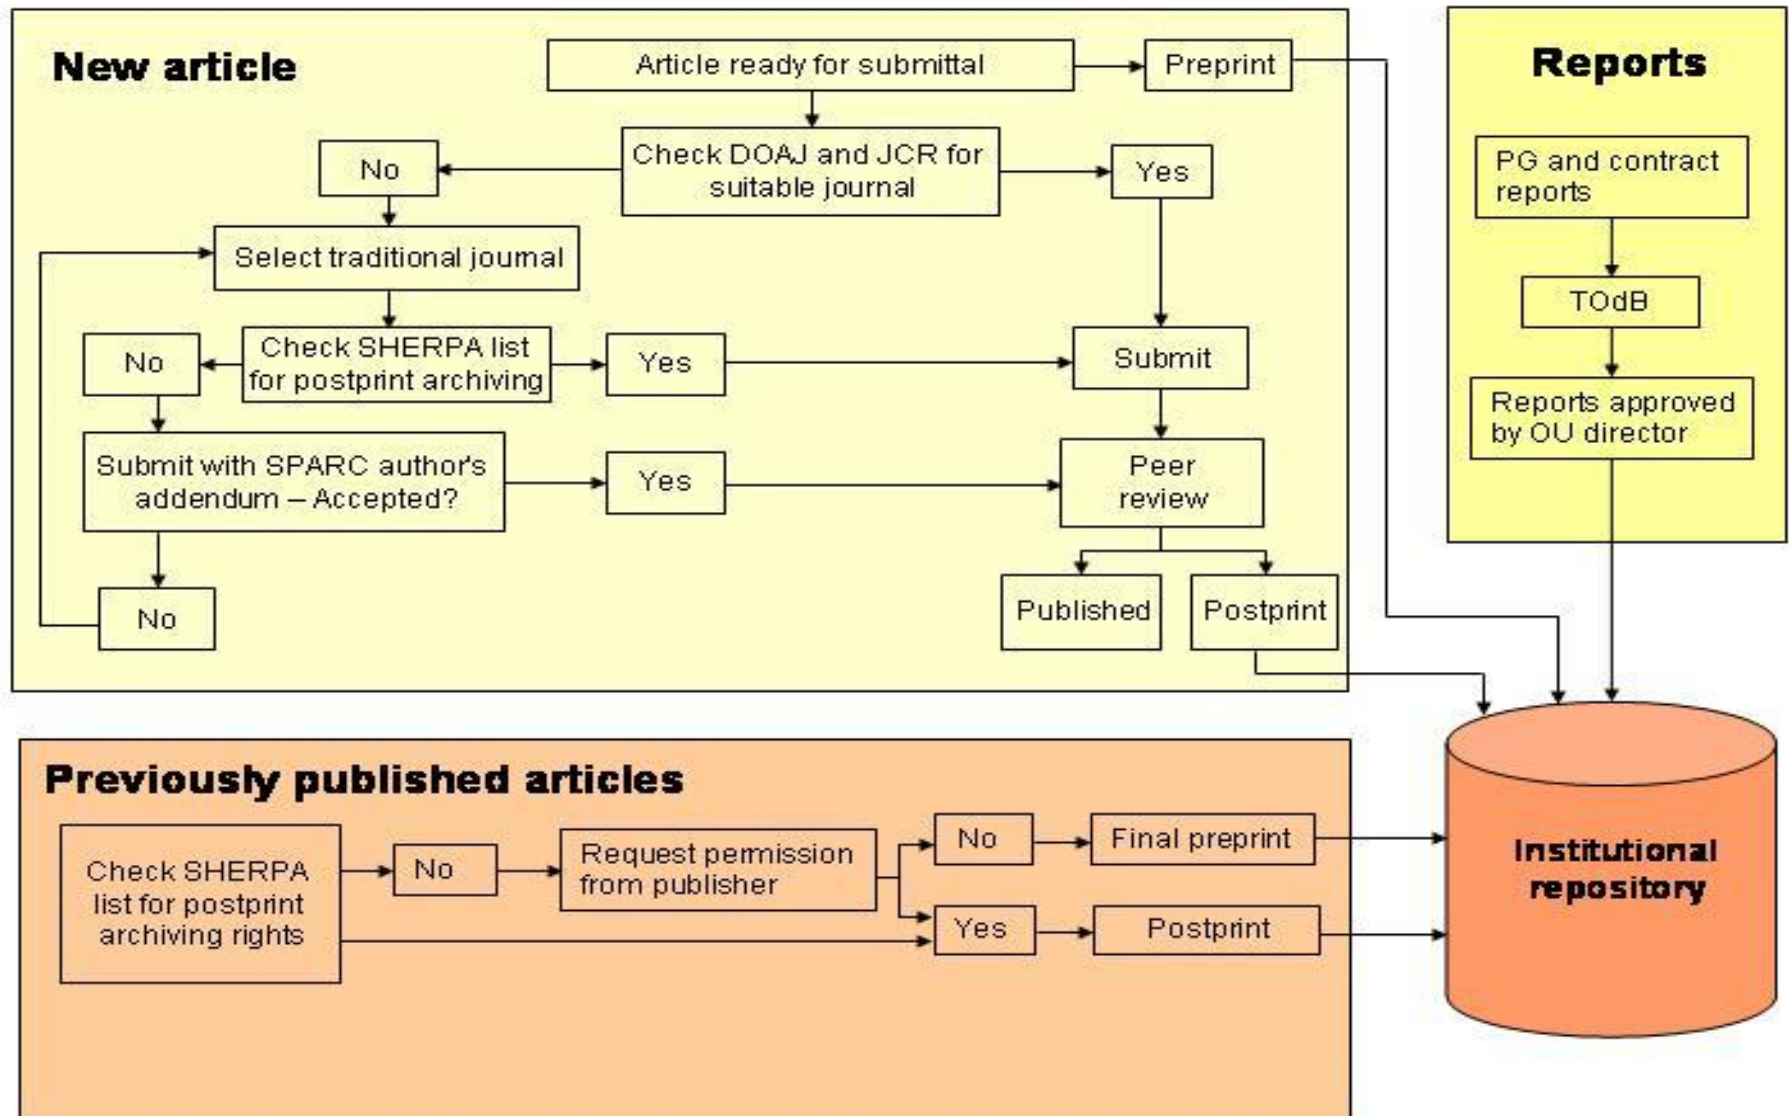 New article
Article ready for submittal
Preprint
No
Check DOAJ and JCR for
suitable journal
Yes
Select traditional journal
No
Check SHERPA list
for postprint archiving
Yes
Submit
Submit with SPARC author's
addendum – Accepted?
Yes
Peer
review
No
Published
Postprint
Reports
PG and contract
reports
TOdB
Reports approved
by OU director
Previously published articles
Check SHERPA
list for postprint
archiving rights
No
Request permission
from publisher
No
Final preprint
Yes
Postprint
Institutional
repository